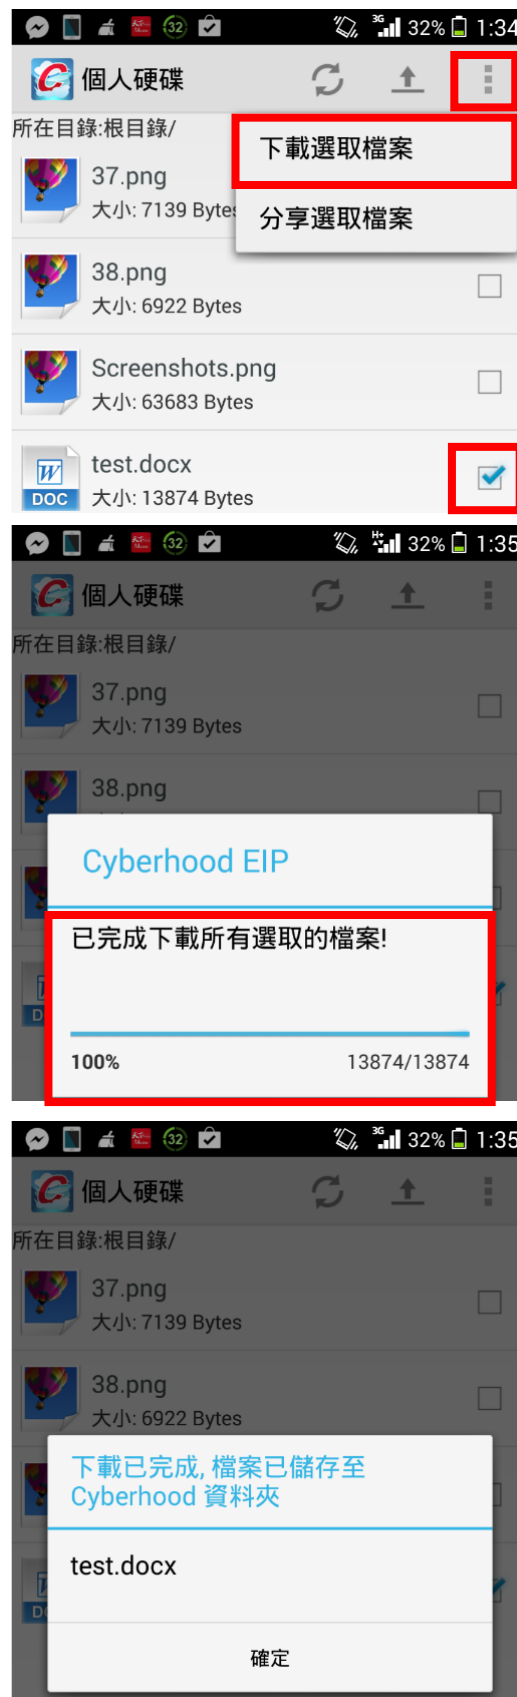 32
3G
32%
1:34
個人硬碟
所在目錄:根目錄/
下載選取檔案
分享選取檔案
37.png
大小: 7139 Bytes
38.png
大小: 6922 Bytes
Screenshots.png
大小: 63683 Bytes
test.docx
大小: 13874 Bytes
W
DOC
32
H+
32%
1:35
個人硬碟
所在目錄:根目錄/
37.png
大小: 7139 Bytes
38.png
Cyberhood EIP
已完成下載所有選取的檔案!
100%
13874/13874
32
3G
32%
1:35
個人硬碟
所在目錄:根目錄/
37.png
大小: 7139 Bytes
38.png
大小: 6922 Bytes
下載已完成, 檔案已儲存至
Cyberhood 資料夾
test.docx
確定